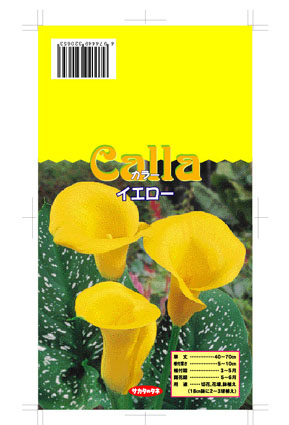 4 974449 320853
Calla
カラー
イエロー
草丈 40〜70cm
植付深さ 5〜10cm
植付期 3〜5月
開花期 5〜6月
用途 切花、花壇、鉢植え
(18cm鉢に2〜3球植え)
サカタのタネ